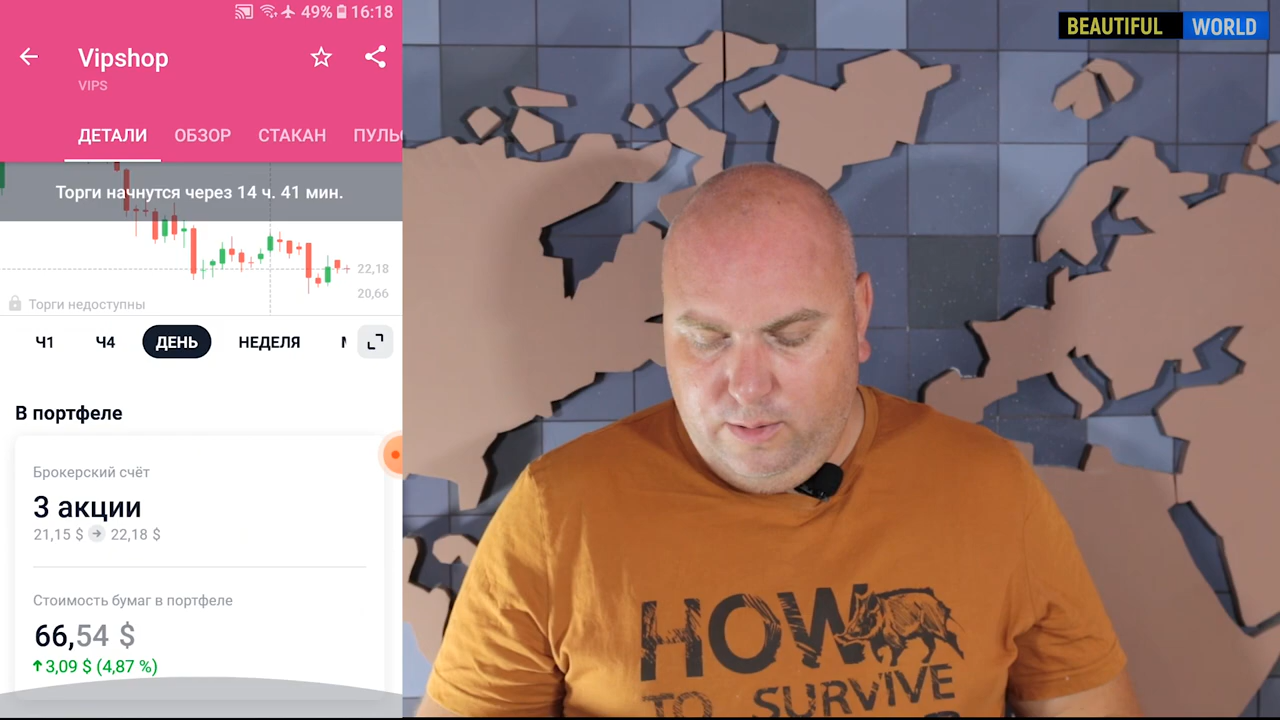 49% 16:18
Vipshop
VIPS
ДЕТАЛИ ОБЗОР СТАКАН ПУЛЬ
Торги начнутся через 14 ч. 41 мин.
22,18
20,66
Торги недоступны
Ч1 Ч4 ДЕНЬ НЕДЕЛЯ
В портфеле
Брокерский счёт
3 акции
21,15 $ → 22,18 $
Стоимость бумаг в портфеле
66,54 $
↑ 3,09 $ (4,87 %)
BEAUTIFUL WORLD
HOW
TO SURVIVE